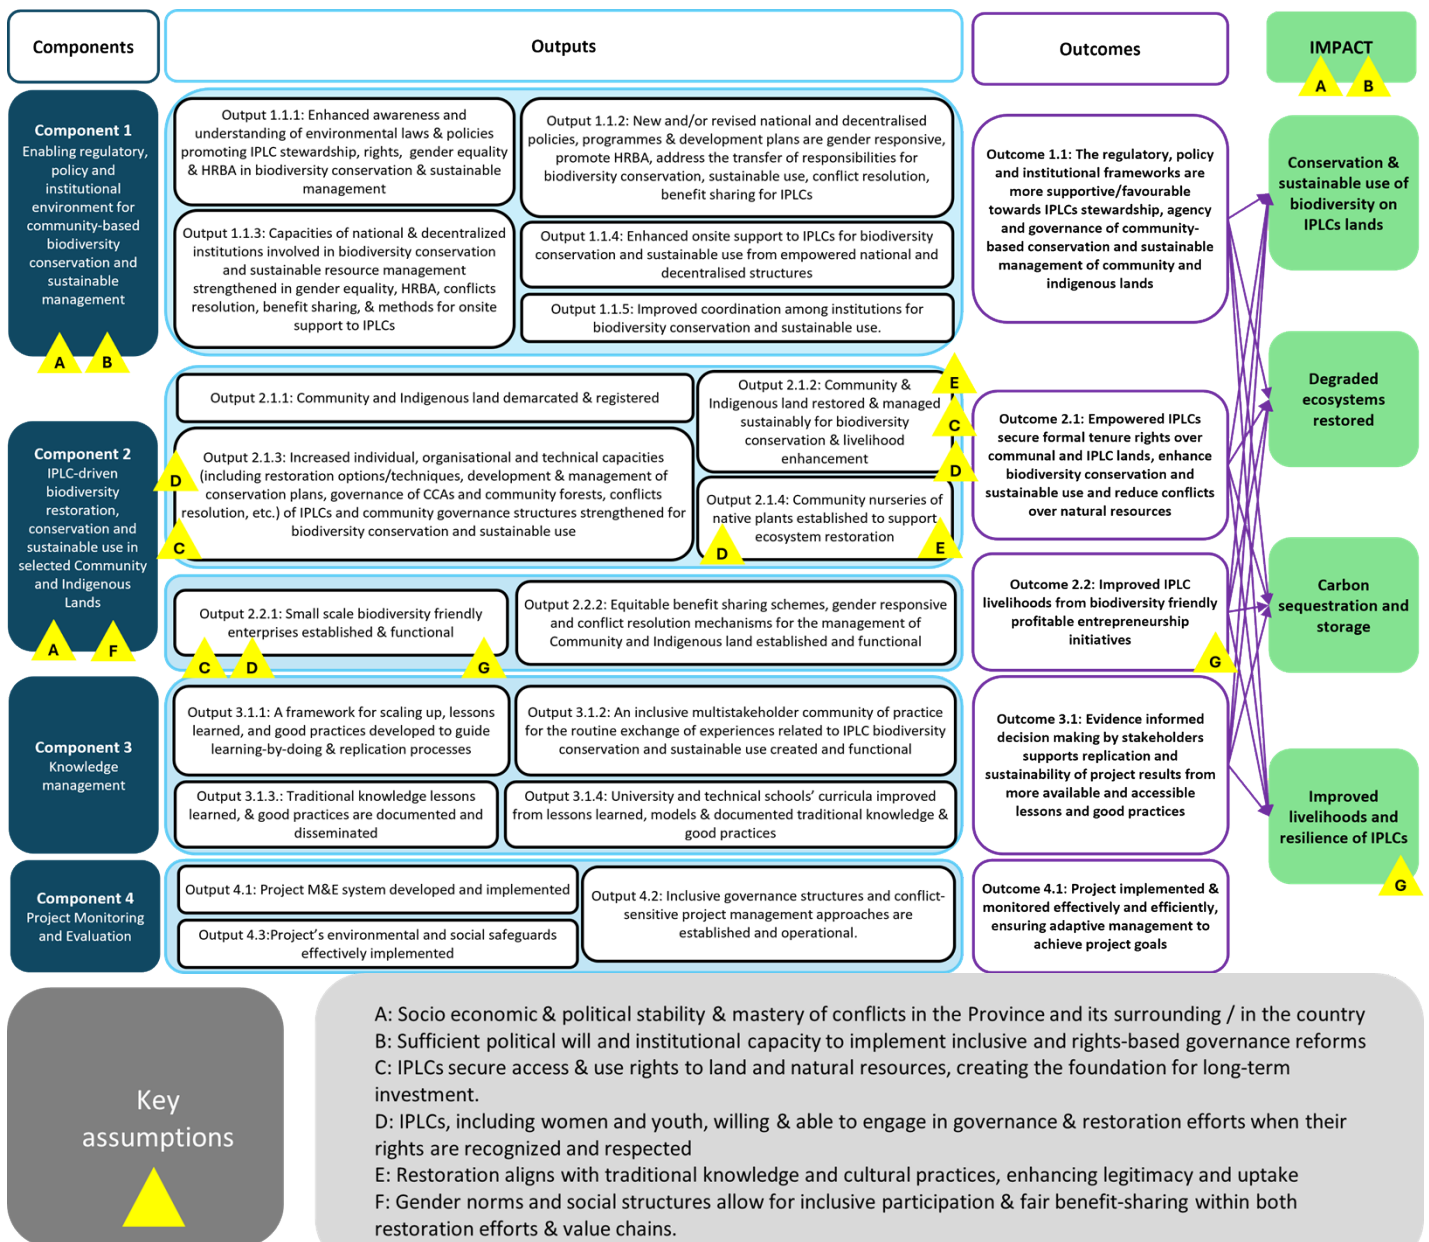 Components
Outputs
Outcomes
IMPACT
A
B
Component 1
Enabling regulatory,
policy and
institutional
environment for
community-based
biodiversity
conservation and
sustainable
management
A
B
Output 1.1.1: Enhanced awareness and
understanding of environmental laws & policies
promoting IPLC stewardship, rights, gender equality
& HRBA in biodiversity conservation & sustainable
management
Output 1.1.2: New and/or revised national and decentralised
policies, programmes & development plans are gender responsive,
promote HRBA, address the transfer of responsibilities for
biodiversity conservation, sustainable use, conflict resolution,
benefit sharing for IPLCs
Output 1.1.3: Capacities of national & decentralized
institutions involved in biodiversity conservation
and sustainable resource management
strengthened in gender equality, HRBA, conflicts
resolution, benefit sharing, & methods for onsite
support to IPLCs
Output 1.1.4: Enhanced onsite support to IPLCs for biodiversity
conservation and sustainable use from empowered national and
decentralised structures
Output 1.1.5: Improved coordination among institutions for
biodiversity conservation and sustainable use.
Outcome 1.1: The regulatory, policy
and institutional frameworks are
more supportive/favourable
towards IPLCs stewardship, agency
and governance of community-
based conservation and sustainable
management of community and
indigenous lands
Conservation &
sustainable use of
biodiversity on
IPLCs lands
Degraded
ecosystems
restored
Component 2
IPLC-driven
biodiversity
restoration,
conservation and
sustainable use in
selected Community
and Indigenous
Lands
A
F
Output 2.1.1: Community and Indigenous land demarcated & registered
Output 2.1.2: Community &
Indigenous land restored & managed
sustainably for biodiversity
conservation & livelihood
enhancement
E
C
D
Output 2.1.3: Increased individual, organisational and technical capacities
(including restoration options/techniques, development & management of
conservation plans, governance of CCAs and community forests, conflicts
resolution, etc.) of IPLCs and community governance structures strengthened for
biodiversity conservation and sustainable use
D
C
Output 2.1.4: Community nurseries of
native plants established to support
ecosystem restoration
D
E
Output 2.2.1: Small scale biodiversity friendly
enterprises established & functional
C
D
G
Output 2.2.2: Equitable benefit sharing schemes, gender responsive
and conflict resolution mechanisms for the management of
Community and Indigenous land established and functional
Outcome 2.1: Empowered IPLCs
secure formal tenure rights over
communal and IPLC lands, enhance
biodiversity conservation and
sustainable use and reduce conflicts
over natural resources
Outcome 2.2: Improved IPLC
livelihoods from biodiversity friendly
profitable entrepreneurship
initiatives
G
Carbon
sequestration and
storage
Component 3
Knowledge
management
Output 3.1.1: A framework for scaling up, lessons
learned, and good practices developed to guide
learning-by-doing & replication processes
Output 3.1.2: An inclusive multistakeholder community of practice
for the routine exchange of experiences related to IPLC biodiversity
conservation and sustainable use created and functional
Output 3.1.3.: Traditional knowledge lessons
learned, & good practices are documented and
disseminated
Output 3.1.4: University and technical schools’ curricula improved
from lessons learned, models & documented traditional knowledge &
good practices
Outcome 3.1: Evidence informed
decision making by stakeholders
supports replication and
sustainability of project results from
more available and accessible
lessons and good practices
Improved
livelihoods and
resilience of IPLCs
G
Component 4
Project Monitoring
and Evaluation
Output 4.1: Project M&E system developed and implemented
Output 4.2: Inclusive governance structures and conflict-
sensitive project management approaches are
established and operational.
Output 4.3:Project’s environmental and social safeguards
effectively implemented
Outcome 4.1: Project implemented &
monitored effectively and efficiently,
ensuring adaptive management to
achieve project goals
Key
assumptions
A: Socio economic & political stability & mastery of conflicts in the Province and its surrounding / in the country
B: Sufficient political will and institutional capacity to implement inclusive and rights-based governance reforms
C: IPLCs secure access & use rights to land and natural resources, creating the foundation for long-term
investment.
D: IPLCs, including women and youth, willing & able to engage in governance & restoration efforts when their
rights are recognized and respected
E: Restoration aligns with traditional knowledge and cultural practices, enhancing legitimacy and uptake
F: Gender norms and social structures allow for inclusive participation & fair benefit-sharing within both
restoration efforts & value chains.